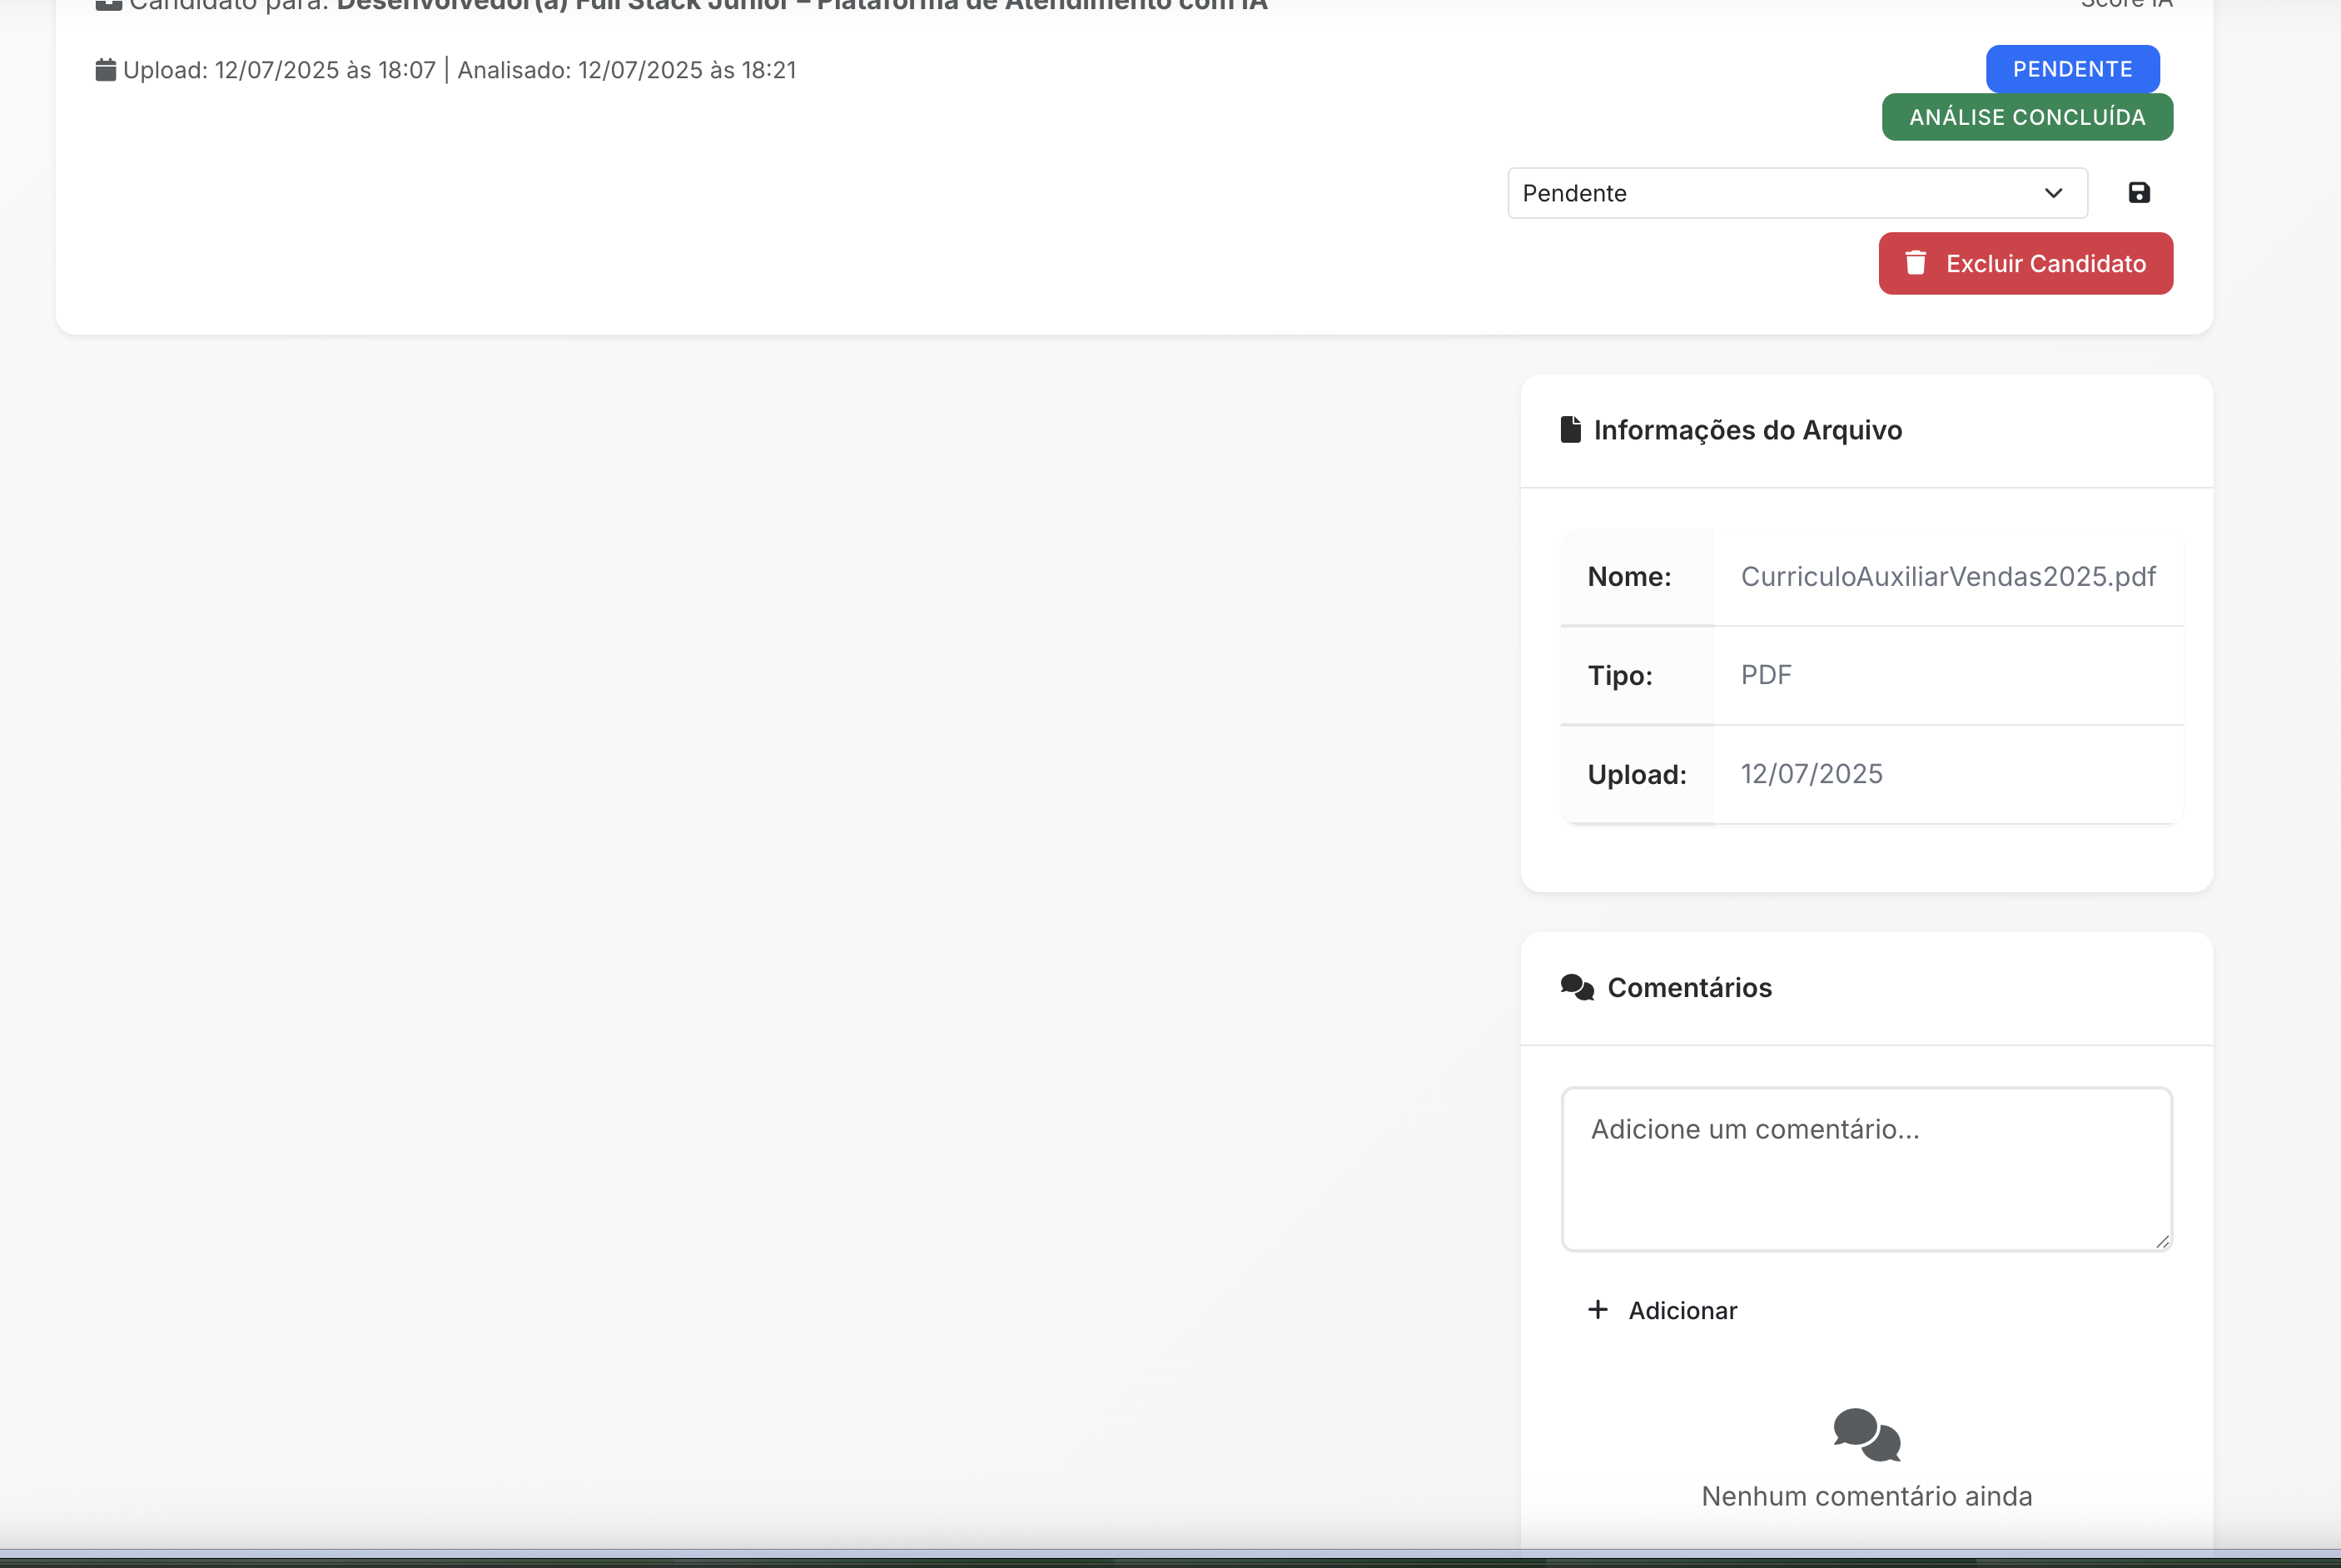 Candidato para: Desenvolvedor(a) Full Stack Júnior – Plataforma de Atendimento com IA
Score IA
Upload: 12/07/2025 às 18:07 | Analisado: 12/07/2025 às 18:21
PENDENTE
ANÁLISE CONCLUÍDA
Pendente
Excluir Candidato
Informações do Arquivo
Nome: CurriculoAuxiliarVendas2025.pdf
Tipo: PDF
Upload: 12/07/2025
Comentários
Adicione um comentário...
+ Adicionar
Nenhum comentário ainda